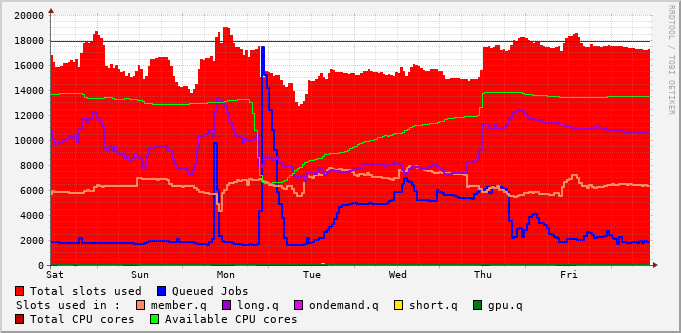 20000
18000
16000
14000
12000
10000
8000
6000
4000
2000
0
Sat Sun Mon Tue Wed Thu Fri
RRDTOOL / TOBI OETIKER
Total slots used Queued Jobs
Slots used in : member.q long.q ondemand.q short.q gpu.q
Total CPU cores Available CPU cores